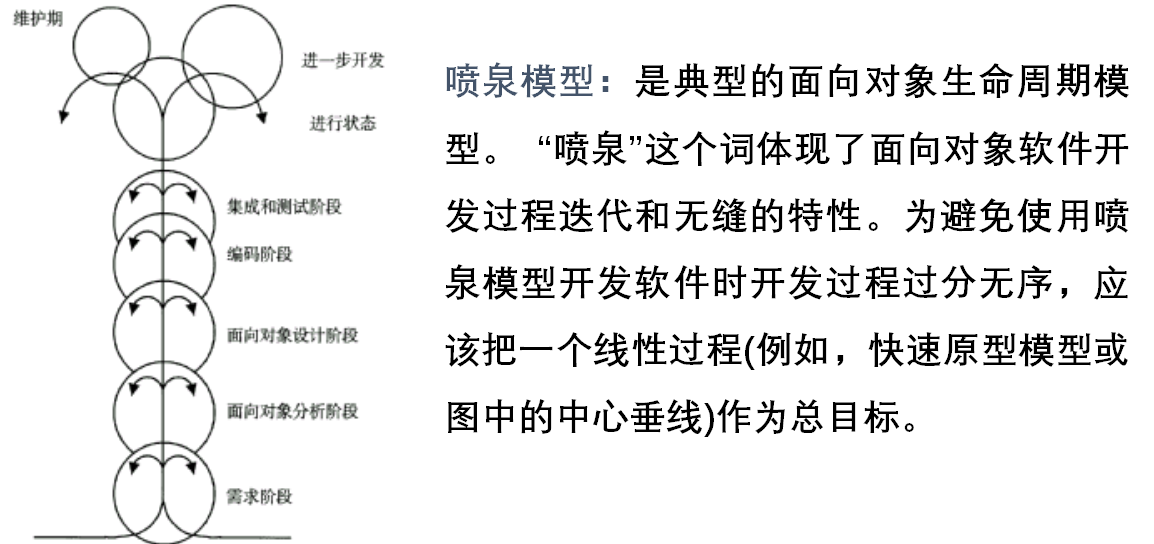 维护期
进一步开发
进行状态
集成和测试阶段
编码阶段
面向对象设计阶段
面向对象分析阶段
需求阶段
喷泉模型：是典型的面向对象生命周期模
型。 “喷泉”这个词体现了面向对象软件开
发过程迭代和无缝的特性。为避免使用喷
泉模型开发软件时开发过程过分无序，应
该把一个线性过程(例如，快速原型模型或
图中的中心垂线)作为总目标。